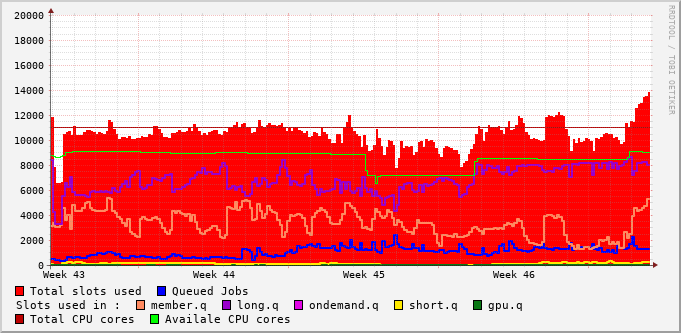 20000
18000
16000
14000
12000
10000
8000
6000
4000
2000
0
Week 43 Week 44 Week 45 Week 46
RRDTOOL / TOBI OETIKER
Total slots used Queued Jobs
Slots used in : member.q long.q ondemand.q short.q gpu.q
Total CPU cores Availale CPU cores